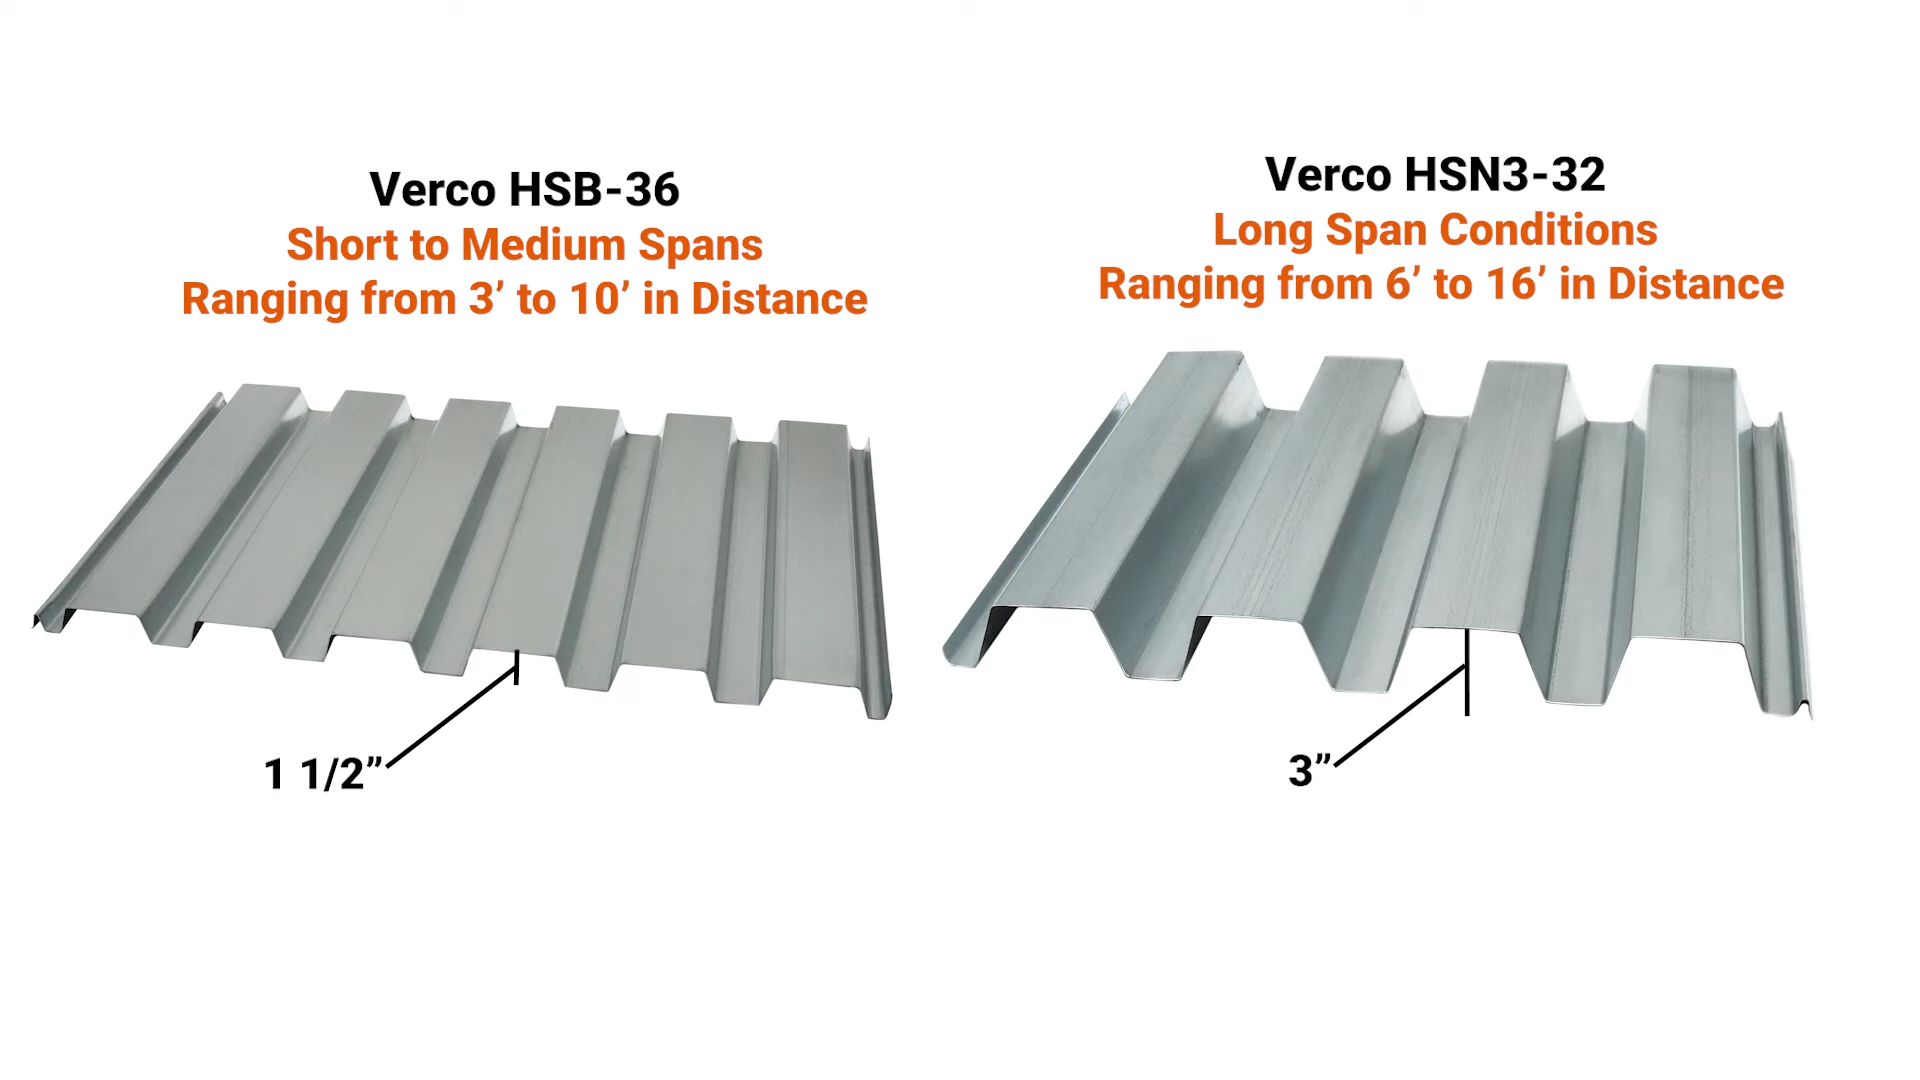 Verco HSB-36
Short to Medium Spans
Ranging from 3’ to 10’ in Distance
1 1/2”
Verco HSN3-32
Long Span Conditions
Ranging from 6’ to 16’ in Distance
3”